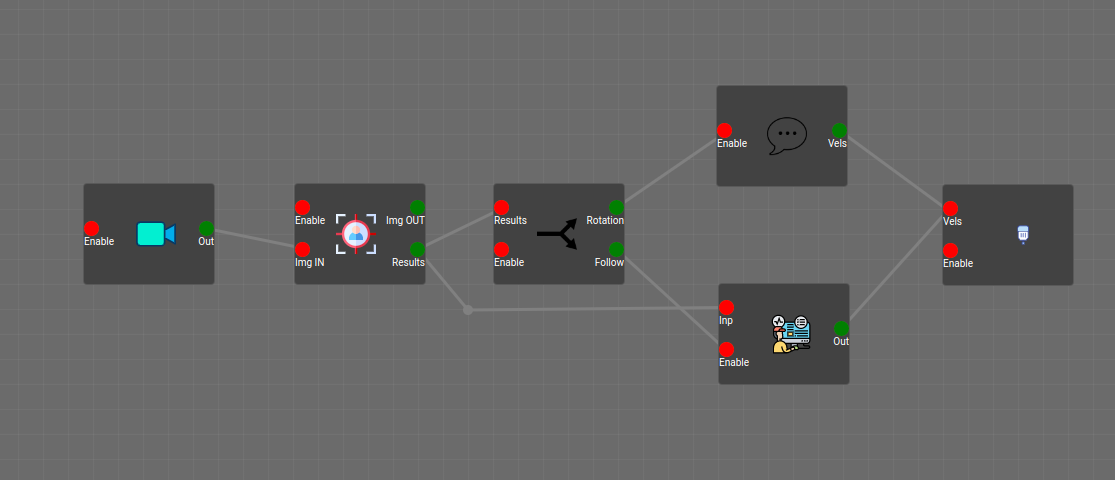 Enable
Out
Enable
Img OUT
Img IN
Results
Results
Rotation
Enable
Follow
Enable
Vels
Inp
Out
Enable
Vels
Enable